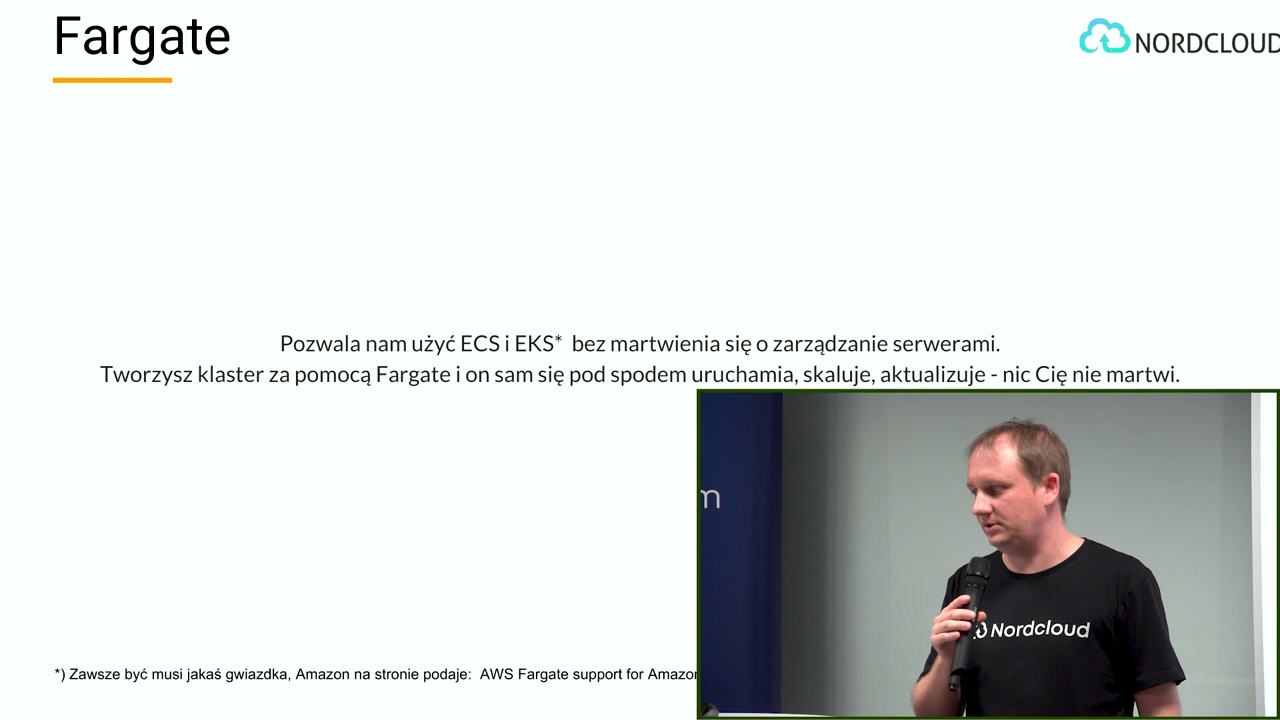 Fargate
NORDCLOUD
Pozwala nam użyć ECS i EKS* bez martwienia się o zarządzanie serwerami.
Tworzysz klaster za pomocą Fargate i on sam się pod spodem uruchamia, skaluje, aktualizuje - nic Cię nie martwi.
m
Nordcloud
*) Zawsze być musi jakaś gwiazdka, Amazon na stronie podaje: AWS Fargate support for Amazon